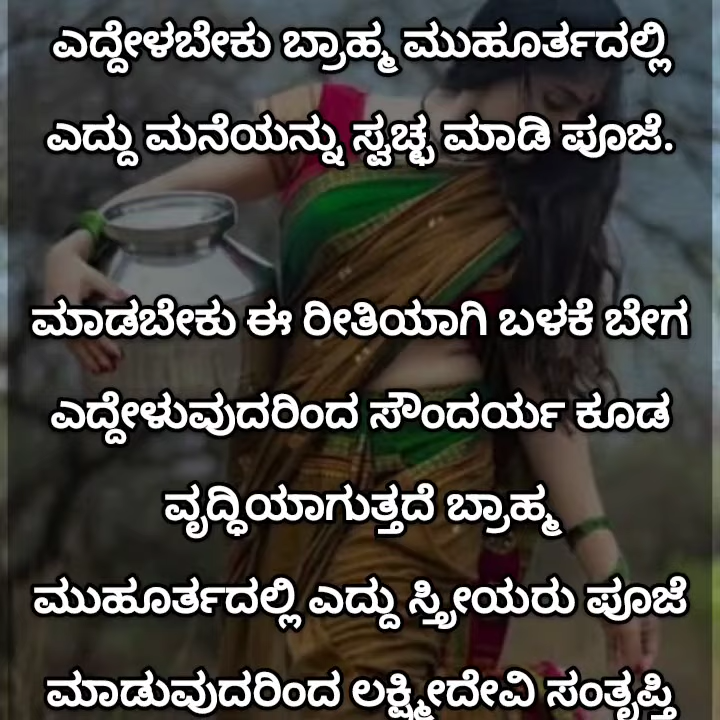 ಎದ್ದೇಳಬೇಕು ಬ್ರಾಹ್ಮ ಮುಹೂರ್ತದಲ್ಲಿ
ಎದ್ದು ಮನೆಯನ್ನು ಸ್ವಚ್ಛ ಮಾಡಿ ಪೂಜೆ.
ಮಾಡಬೇಕು ಈ ರೀತಿಯಾಗಿ ಬಳಕೆ ಬೇಗ
ಎದ್ದೇಳುವುದರಿಂದ ಸೌಂದರ್ಯ ಕೂಡ
ವೃದ್ಧಿಯಾಗುತ್ತದೆ ಬ್ರಾಹ್ಮ
ಮುಹೂರ್ತದಲ್ಲಿ ಎದ್ದು ಸ್ತ್ರೀಯರು ಪೂಜೆ
ಮಾಡುವುದರಿಂದ ಲಕ್ಷ್ಮೀದೇವಿ ಸಂತೃಪ್ತಿ